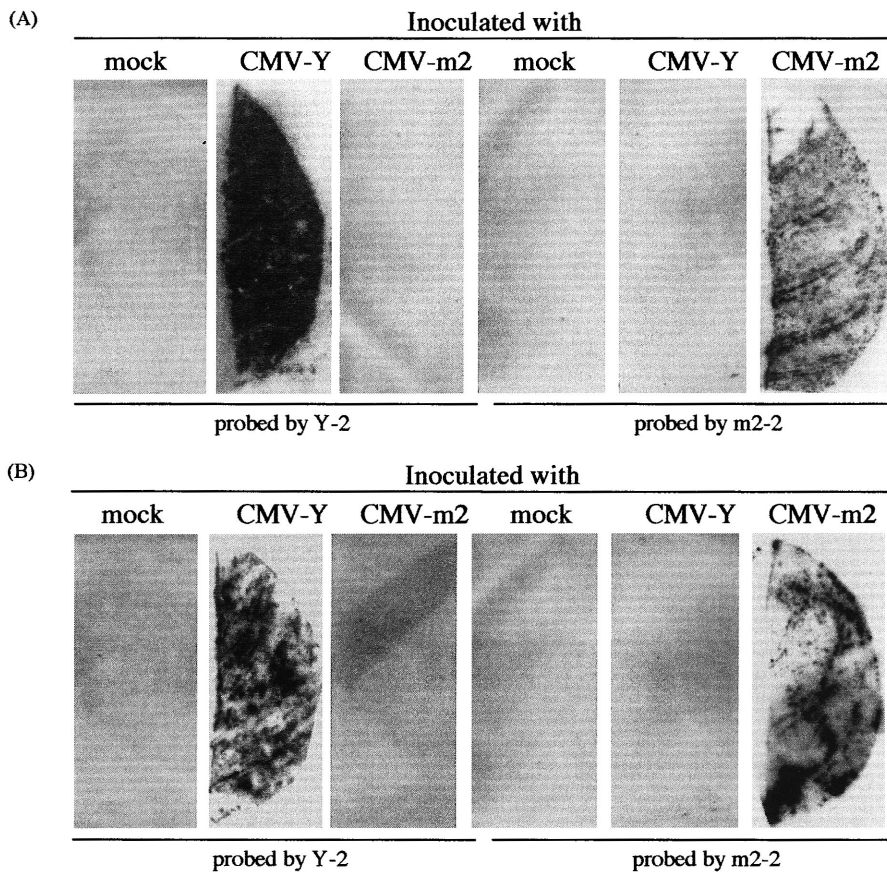 (A)
Inoculated with
mock CMV-Y CMV-m2 mock CMV-Y CMV-m2
probed by Y-2 probed by m2-2
(B)
Inoculated with
mock CMV-Y CMV-m2 mock CMV-Y CMV-m2
probed by Y-2 probed by m2-2